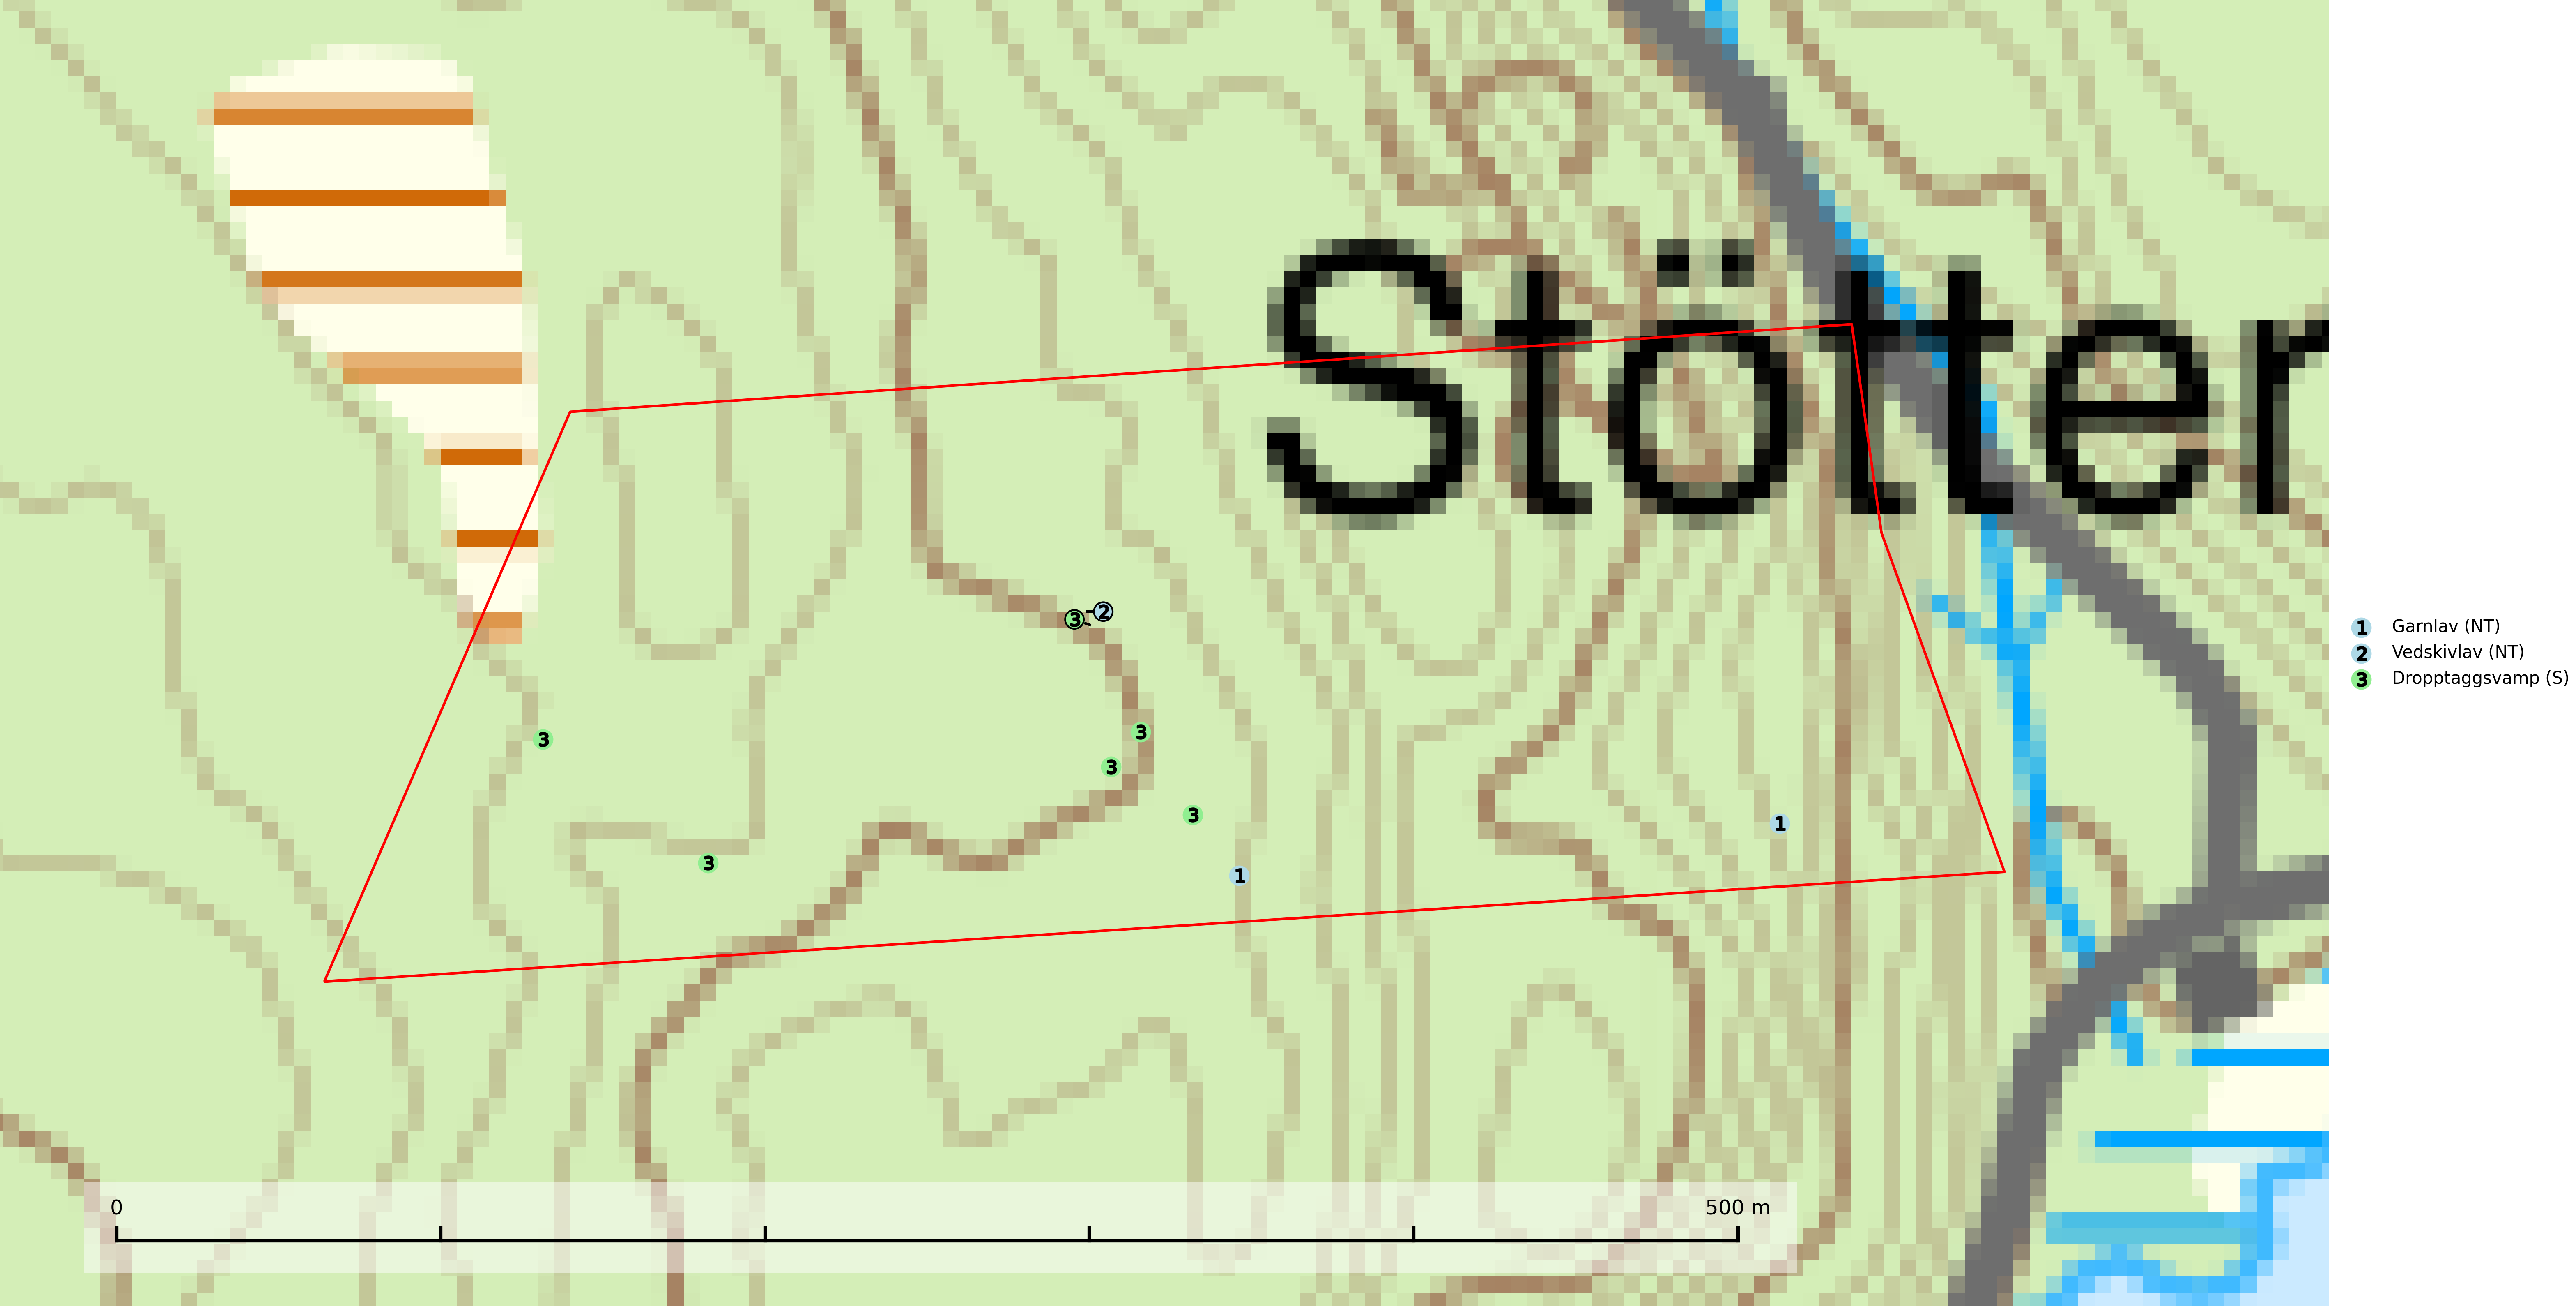 Stötter
3
2
3
3
3
3
3
1
1
0
500 m
1 Garnlav (NT)
2 Vedskivlav (NT)
3 Dropptaggsvamp (S)